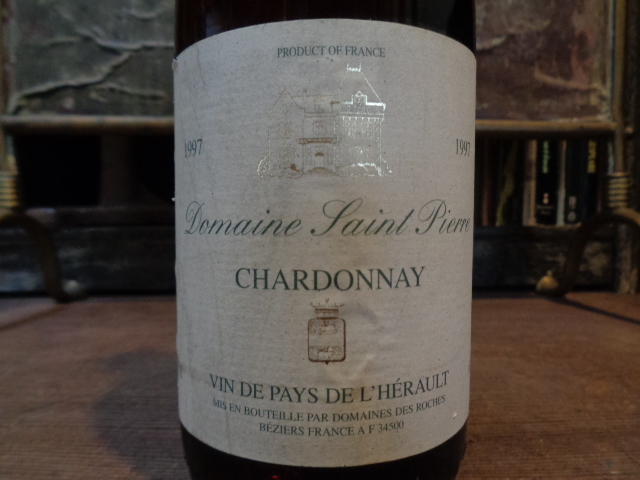 PRODUCT OF FRANCE
1997 1997
Domaine Saint Pierre
CHARDONNAY
VIN DE PAYS DE L'HÉRAULT
MIS EN BOUTEILLE PAR DOMAINES DES ROCHES
BÉZIERS FRANCE A F 34500